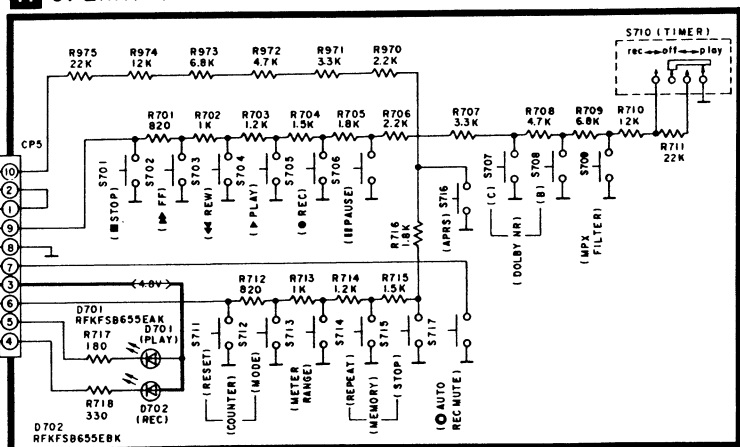 S710 (TIMER)
rec off play
R975 R974 R973 R972 R971 R970
22K 12K 6.8K 4.7K 3.3K 2.2K
R701 R702 R703 R704 R705 R706 R707 R708 R709 R710
820 1K 1.2K 1.5K 1.8K 2.2K 3.3K 4.7K 6.8K 12K
R711
22K
CP5
10
2
1
9
8
7
3
6
5
4
S701
(■STOP)
S702
(▶▶FF)
S703
(◀◀REW)
S704
(▶PLAY)
S705
(●REC)
S706
(❚❚PAUSE)
R716
1.8K
S716
(APRS)
S707
(C)
S708
(B)
(DOLBY NR)
S709
(MPX
FILTER)
(4.8V)
R712 R713 R714 R715
820 1K 1.2K 1.5K
D701
RFKFSB655EAK
R717
180
D701
(PLAY)
R718
330
D702
(REC)
D702
RFKFSB655EBK
S711
(RESET)
S712
(MODE)
(COUNTER)
S713
(METER
RANGE)
S714
(REPEAT)
S715
(STOP)
(MEMORY)
S717
(O AUTO
REC MUTE)